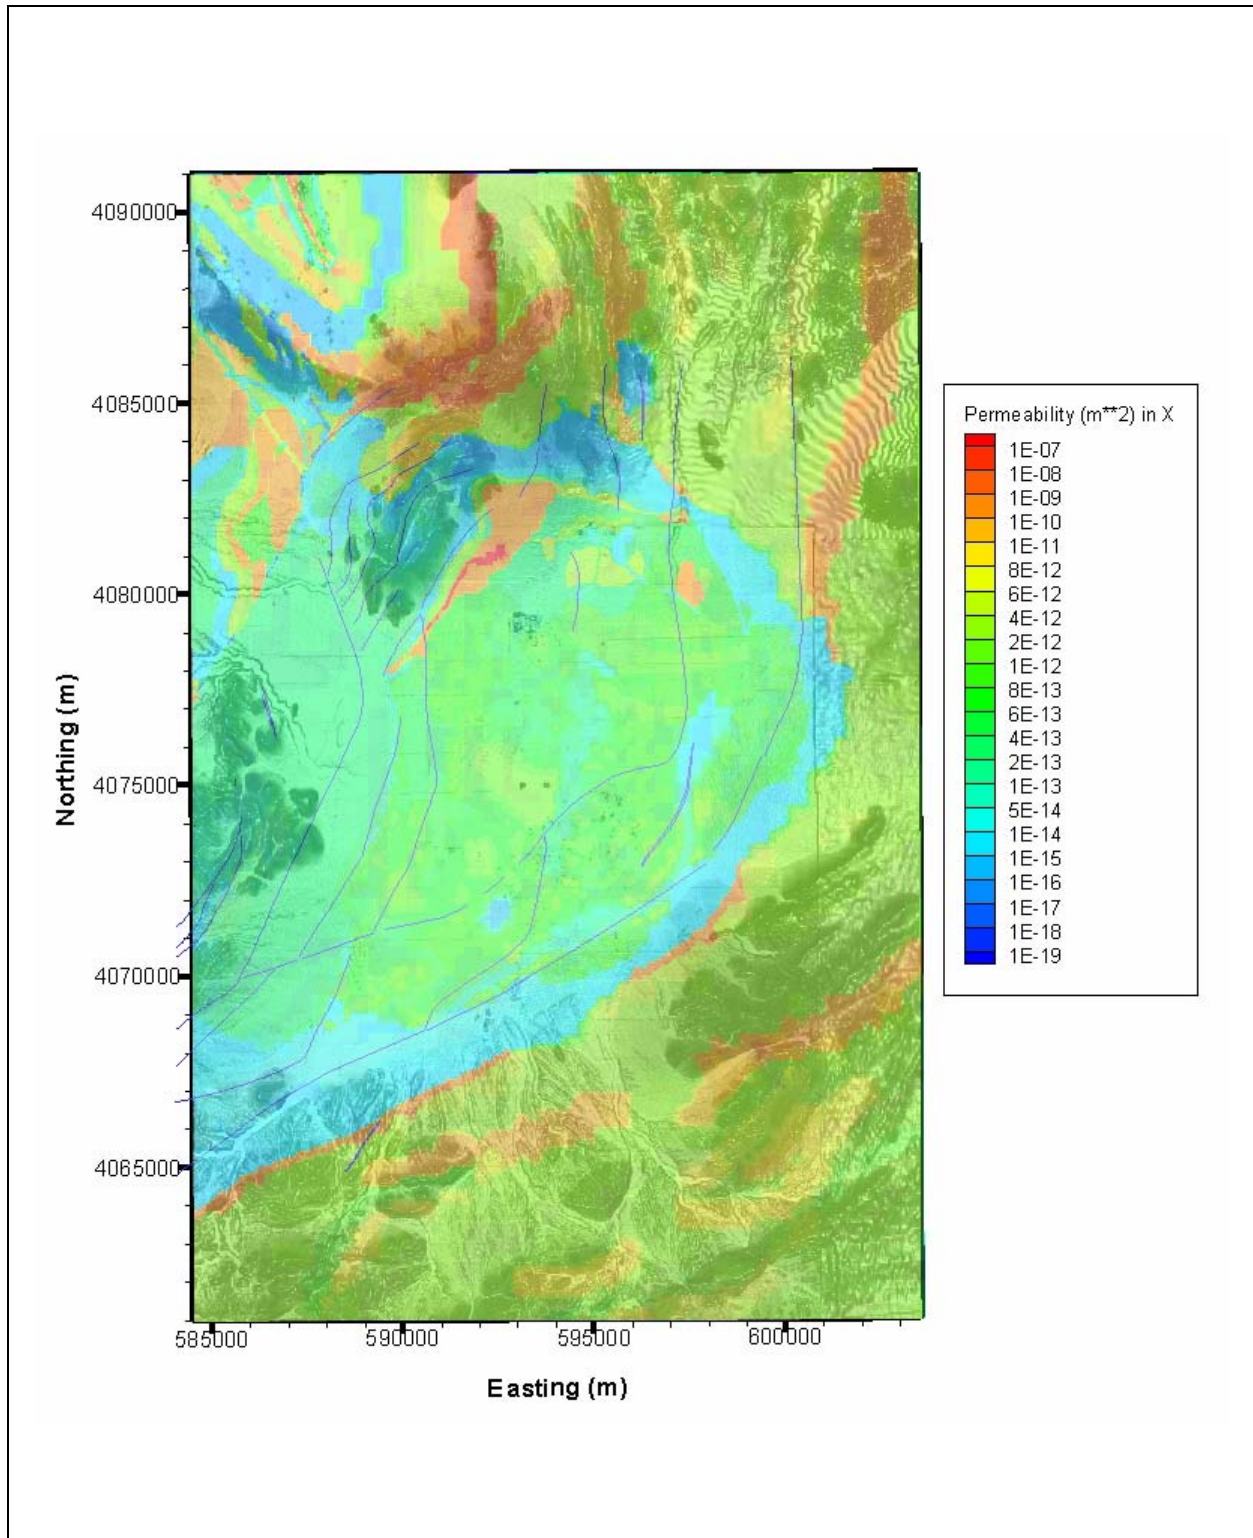 4090000
4085000
4080000
4075000
4070000
4065000
Northing (m)
585000 590000 595000 600000
Easting (m)
Permeability (m**2) in X
1E-07
1E-08
1E-09
1E-10
1E-11
8E-12
6E-12
4E-12
2E-12
1E-12
8E-13
6E-13
4E-13
2E-13
1E-13
5E-14
1E-14
1E-15
1E-16
1E-17
1E-18
1E-19